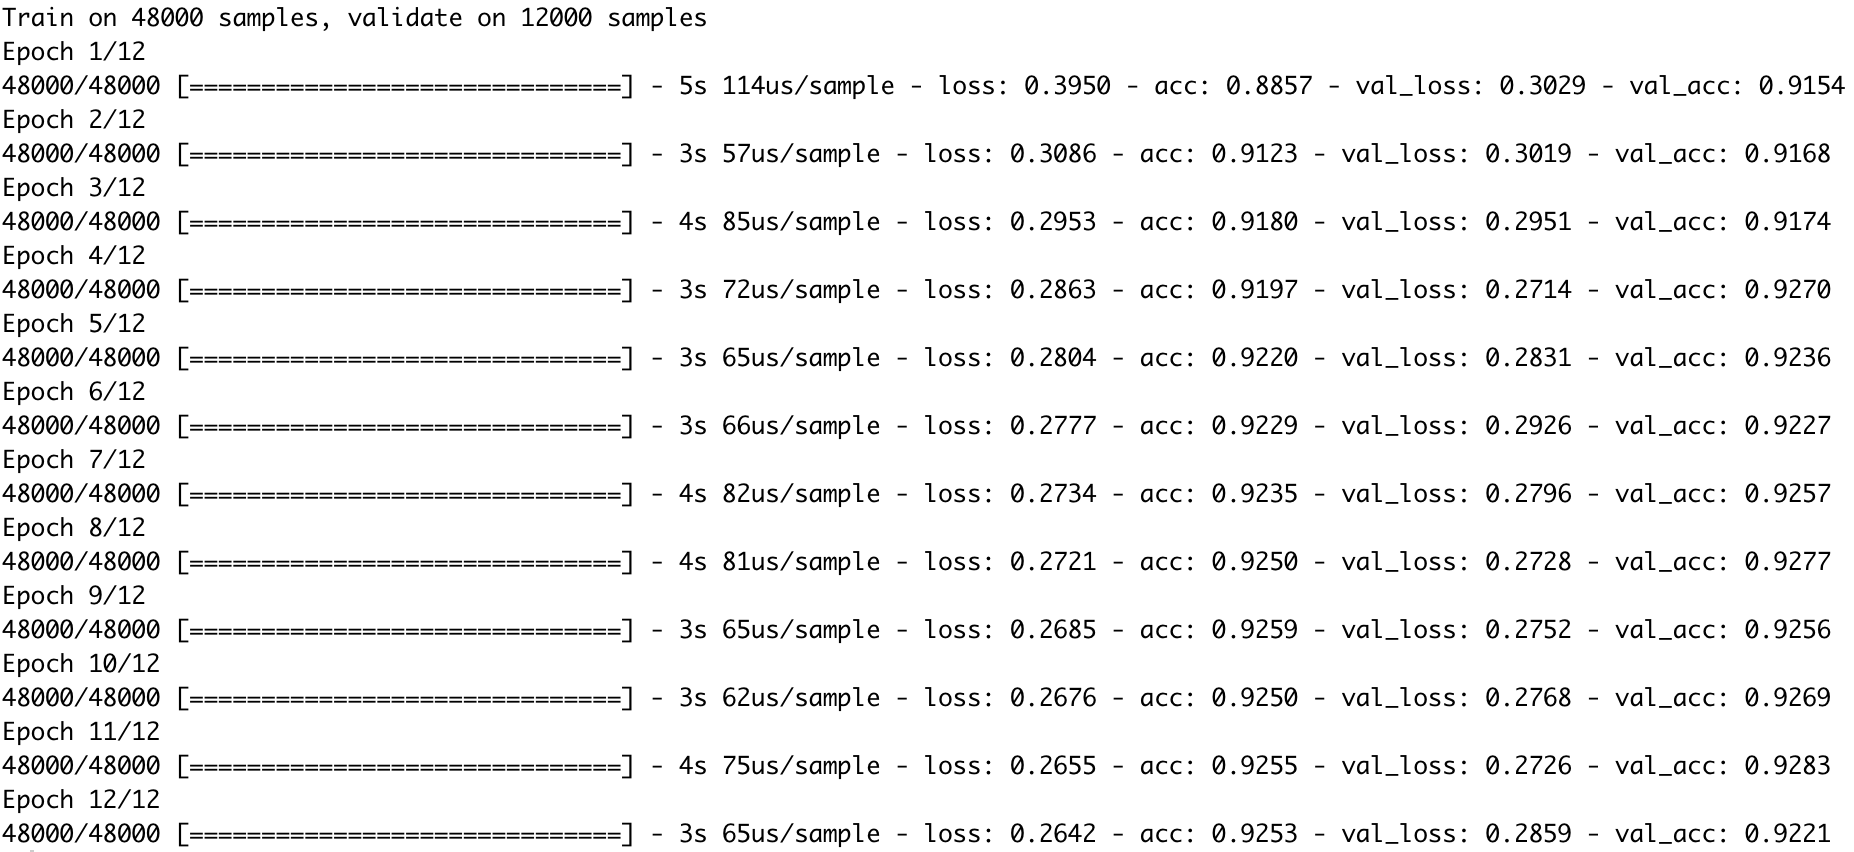 Train on 48000 samples, validate on 12000 samples
Epoch 1/12
48000/48000 [==============================] - 5s 114us/sample - loss: 0.3950 - acc: 0.8857 - val_loss: 0.3029 - val_acc: 0.9154
Epoch 2/12
48000/48000 [==============================] - 3s 57us/sample - loss: 0.3086 - acc: 0.9123 - val_loss: 0.3019 - val_acc: 0.9168
Epoch 3/12
48000/48000 [==============================] - 4s 85us/sample - loss: 0.2953 - acc: 0.9180 - val_loss: 0.2951 - val_acc: 0.9174
Epoch 4/12
48000/48000 [==============================] - 3s 72us/sample - loss: 0.2863 - acc: 0.9197 - val_loss: 0.2714 - val_acc: 0.9270
Epoch 5/12
48000/48000 [==============================] - 3s 65us/sample - loss: 0.2804 - acc: 0.9220 - val_loss: 0.2831 - val_acc: 0.9236
Epoch 6/12
48000/48000 [==============================] - 3s 66us/sample - loss: 0.2777 - acc: 0.9229 - val_loss: 0.2926 - val_acc: 0.9227
Epoch 7/12
48000/48000 [==============================] - 4s 82us/sample - loss: 0.2734 - acc: 0.9235 - val_loss: 0.2796 - val_acc: 0.9257
Epoch 8/12
48000/48000 [==============================] - 4s 81us/sample - loss: 0.2721 - acc: 0.9250 - val_loss: 0.2728 - val_acc: 0.9277
Epoch 9/12
48000/48000 [==============================] - 3s 65us/sample - loss: 0.2685 - acc: 0.9259 - val_loss: 0.2752 - val_acc: 0.9256
Epoch 10/12
48000/48000 [==============================] - 3s 62us/sample - loss: 0.2676 - acc: 0.9250 - val_loss: 0.2768 - val_acc: 0.9269
Epoch 11/12
48000/48000 [==============================] - 4s 75us/sample - loss: 0.2655 - acc: 0.9255 - val_loss: 0.2726 - val_acc: 0.9283
Epoch 12/12
48000/48000 [==============================] - 3s 65us/sample - loss: 0.2642 - acc: 0.9253 - val_loss: 0.2859 - val_acc: 0.9221